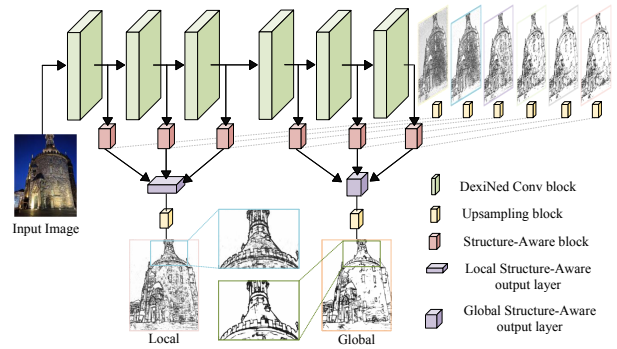 Input Image
DexiNed Conv block
Upsampling block
Structure-Aware block
Local Structure-Aware
output layer
Global Structure-Aware
output layer
Local
Global